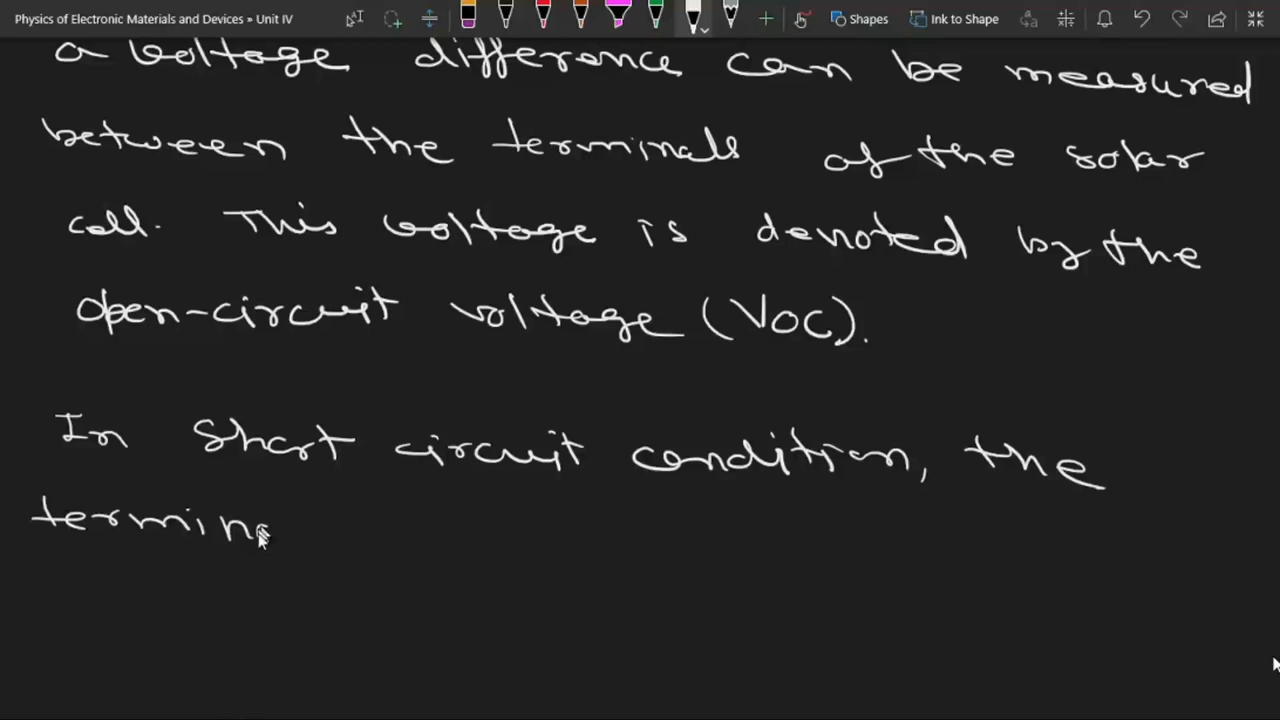 Physics of Electronic Materials and Devices » Unit IV
Shapes
Ink to Shape
a voltage difference can be measured
between the terminals of the solar
cell. This voltage is denoted by the
open-circuit voltage (VOC).
In short circuit condition, the
termina